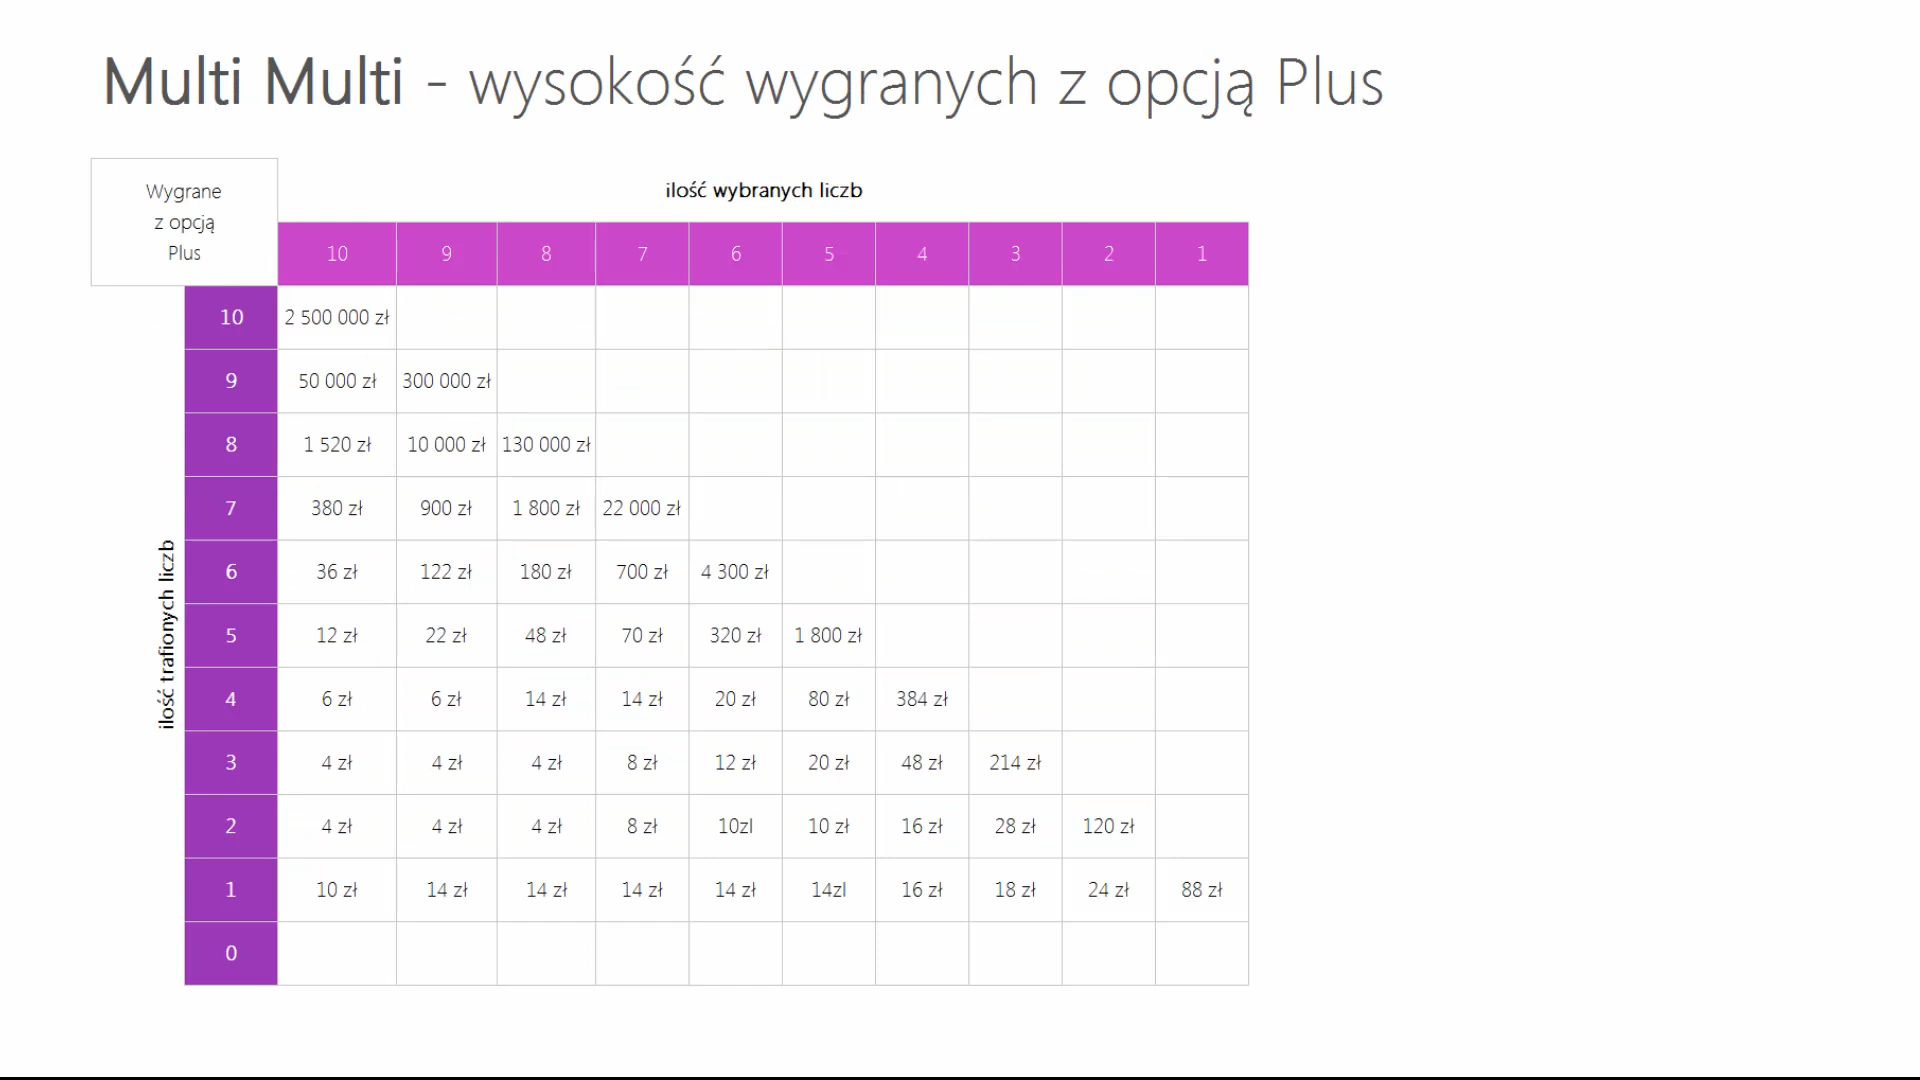 Multi Multi - wysokość wygranych z opcją Plus
Wygrane
z opcją
Plus
ilość wybranych liczb
10 9 8 7 6 5 4 3 2 1
ilość trafionych liczb
10 2 500 000 zł
9 50 000 zł 300 000 zł
8 1 520 zł 10 000 zł 130 000 zł
7 380 zł 900 zł 1 800 zł 22 000 zł
6 36 zł 122 zł 180 zł 700 zł 4 300 zł
5 12 zł 22 zł 48 zł 70 zł 320 zł 1 800 zł
4 6 zł 6 zł 14 zł 14 zł 20 zł 80 zł 384 zł
3 4 zł 4 zł 4 zł 8 zł 12 zł 20 zł 48 zł 214 zł
2 4 zł 4 zł 4 zł 8 zł 10zl 10 zł 16 zł 28 zł 120 zł
1 10 zł 14 zł 14 zł 14 zł 14 zł 14zl 16 zł 18 zł 24 zł 88 zł
0